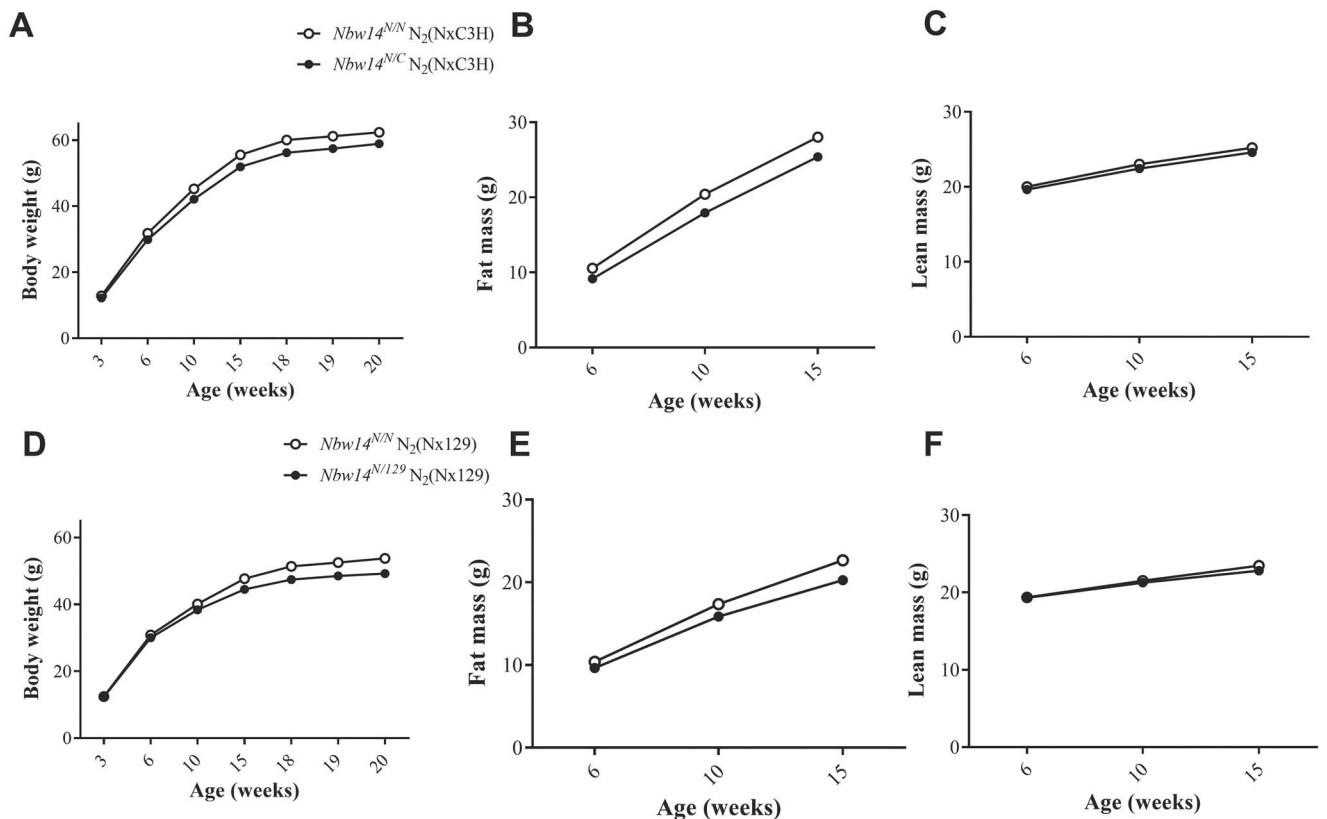 A
Nbw14^N/N N₂(NxC3H)
Nbw14^N/C N₂(NxC3H)
Body weight (g)
60
40
20
0
3 6 10 15 18 19 20
Age (weeks)
B
Fat mass (g)
30
20
10
0
6 10 15
Age (weeks)
C
Lean mass (g)
30
20
10
0
6 10 15
Age (weeks)
D
Nbw14^N/N N₂(Nx129)
Nbw14^N/129 N₂(Nx129)
Body weight (g)
60
40
20
0
3 6 10 15 18 19 20
Age (weeks)
E
Fat mass (g)
30
20
10
0
6 10 15
Age (weeks)
F
Lean mass (g)
30
20
10
0
6 10 15
Age (weeks)